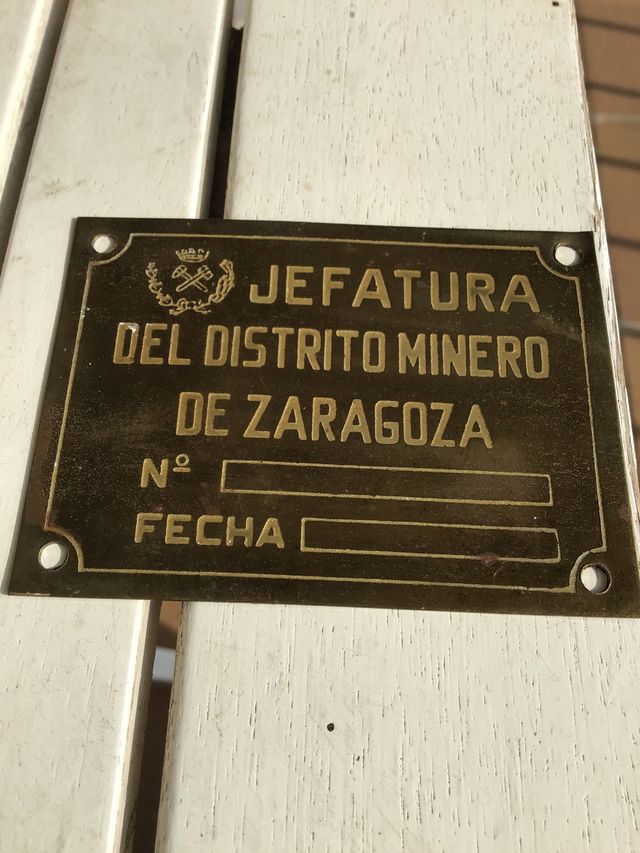 JEFATURA
DEL DISTRITO MINERO
DE ZARAGOZA
Nº
FECHA